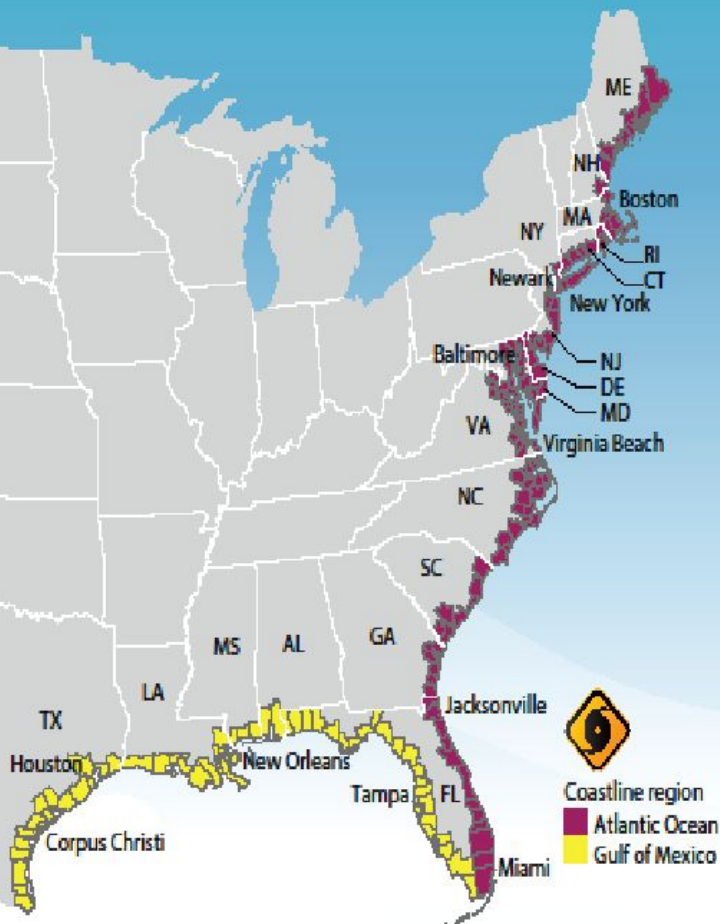 ME
NH
Boston
MA
NY
RI
CT
Newark
New York
Baltimore
NJ
DE
MD
VA
Virginia Beach
NC
SC
MS
AL
GA
LA
TX
Jacksonville
Houston
New Orleans
Tampa
FL
Corpus Christi
Miami
Coastline region
Atlantic Ocean
Gulf of Mexico